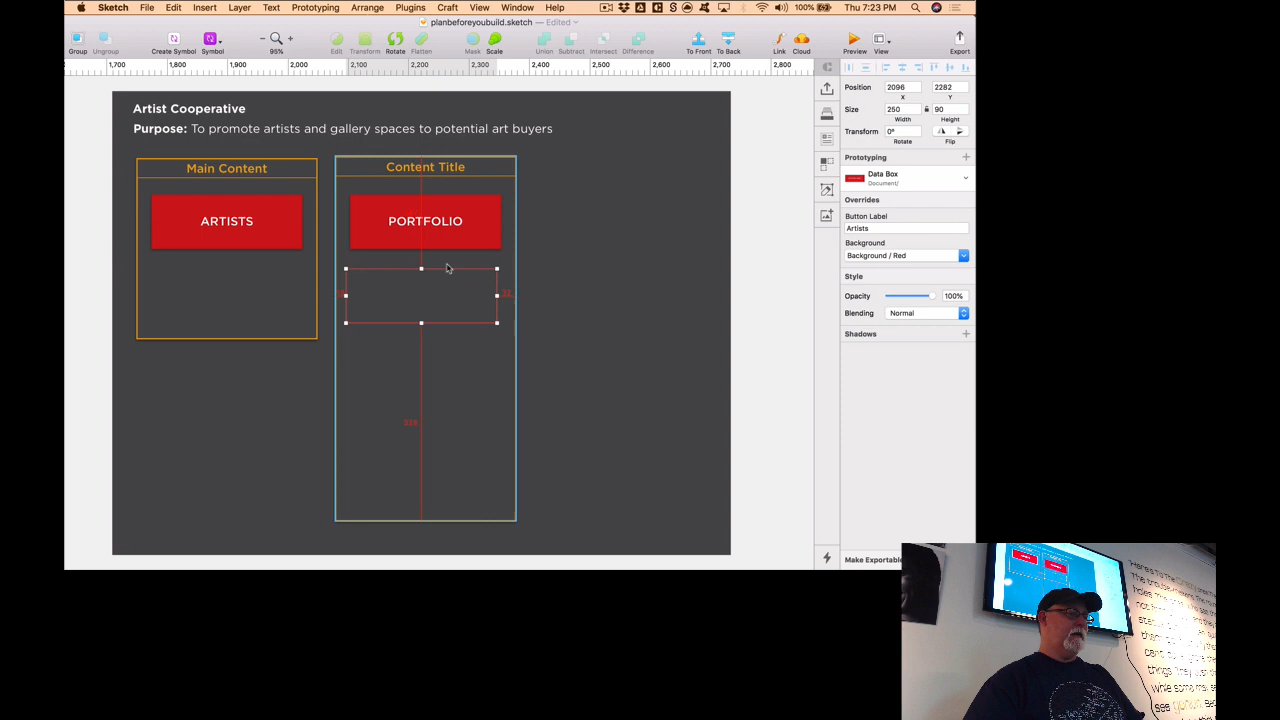 Sketch File Edit Insert Layer Text Prototyping Arrange Plugins Craft View Window Help 100% Thu 7:23 PM
planbeforeyoubuild.sketch — Edited
Group Ungroup Create Symbol Symbol 95% Edit Transform Rotate Flatten Mask Scale Union Subtract Intersect Difference To Front To Back Link Cloud Preview View Export
1,700 1,800 1,900 2,000 2,100 2,200 2,300 2,400 2,500 2,600 2,700 2,800
Artist Cooperative
Purpose: To promote artists and gallery spaces to potential art buyers
Main Content
ARTISTS
Content Title
PORTFOLIO
Position 2096 2282
X Y
Size 250 90
Width Height
Transform 0°
Rotate Flip
Prototyping
Data Box
Document/
Overrides
Button Label
Artists
Background
Background / Red
Style
Opacity 100%
Blending Normal
Shadows
Make Exportable